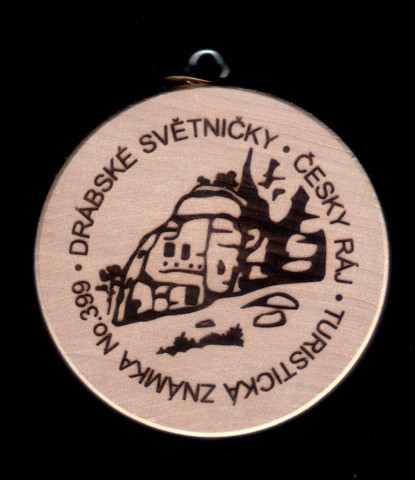 DRÁBSKÉ SVĚTNIČKY • ČESKÝ RÁJ • TURISTICKÁ ZNÁMKA No.399 •